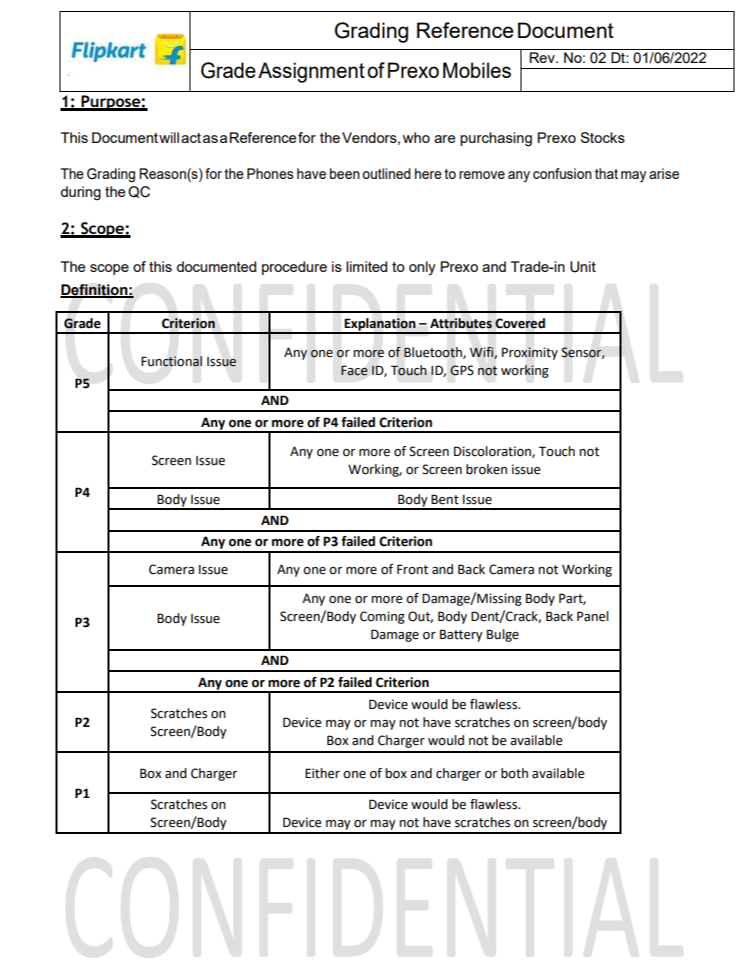 Flipkart
Grading Reference Document
Grade Assignment of Prexo Mobiles
Rev. No: 02 Dt: 01/06/2022
1: Purpose:
This Document will act as a Reference for the Vendors, who are purchasing Prexo Stocks
The Grading Reason(s) for the Phones have been outlined here to remove any confusion that may arise
during the QC
2: Scope:
The scope of this documented procedure is limited to only Prexo and Trade-in Unit
Definition:
CONFIDENTIAL
Grade Criterion Explanation – Attributes Covered
P5
Functional Issue
Any one or more of Bluetooth, Wifi, Proximity Sensor,
Face ID, Touch ID, GPS not working
AND
Any one or more of P4 failed Criterion
P4
Screen Issue
Any one or more of Screen Discoloration, Touch not
Working, or Screen broken issue
Body Issue Body Bent Issue
AND
Any one or more of P3 failed Criterion
P3
Camera Issue Any one or more of Front and Back Camera not Working
Body Issue
Any one or more of Damage/Missing Body Part,
Screen/Body Coming Out, Body Dent/Crack, Back Panel
Damage or Battery Bulge
AND
Any one or more of P2 failed Criterion
P2
Scratches on
Screen/Body
Device would be flawless.
Device may or may not have scratches on screen/body
Box and Charger would not be available
P1
Box and Charger Either one of box and charger or both available
Scratches on
Screen/Body
Device would be flawless.
Device may or may not have scratches on screen/body
CONFIDENTIAL